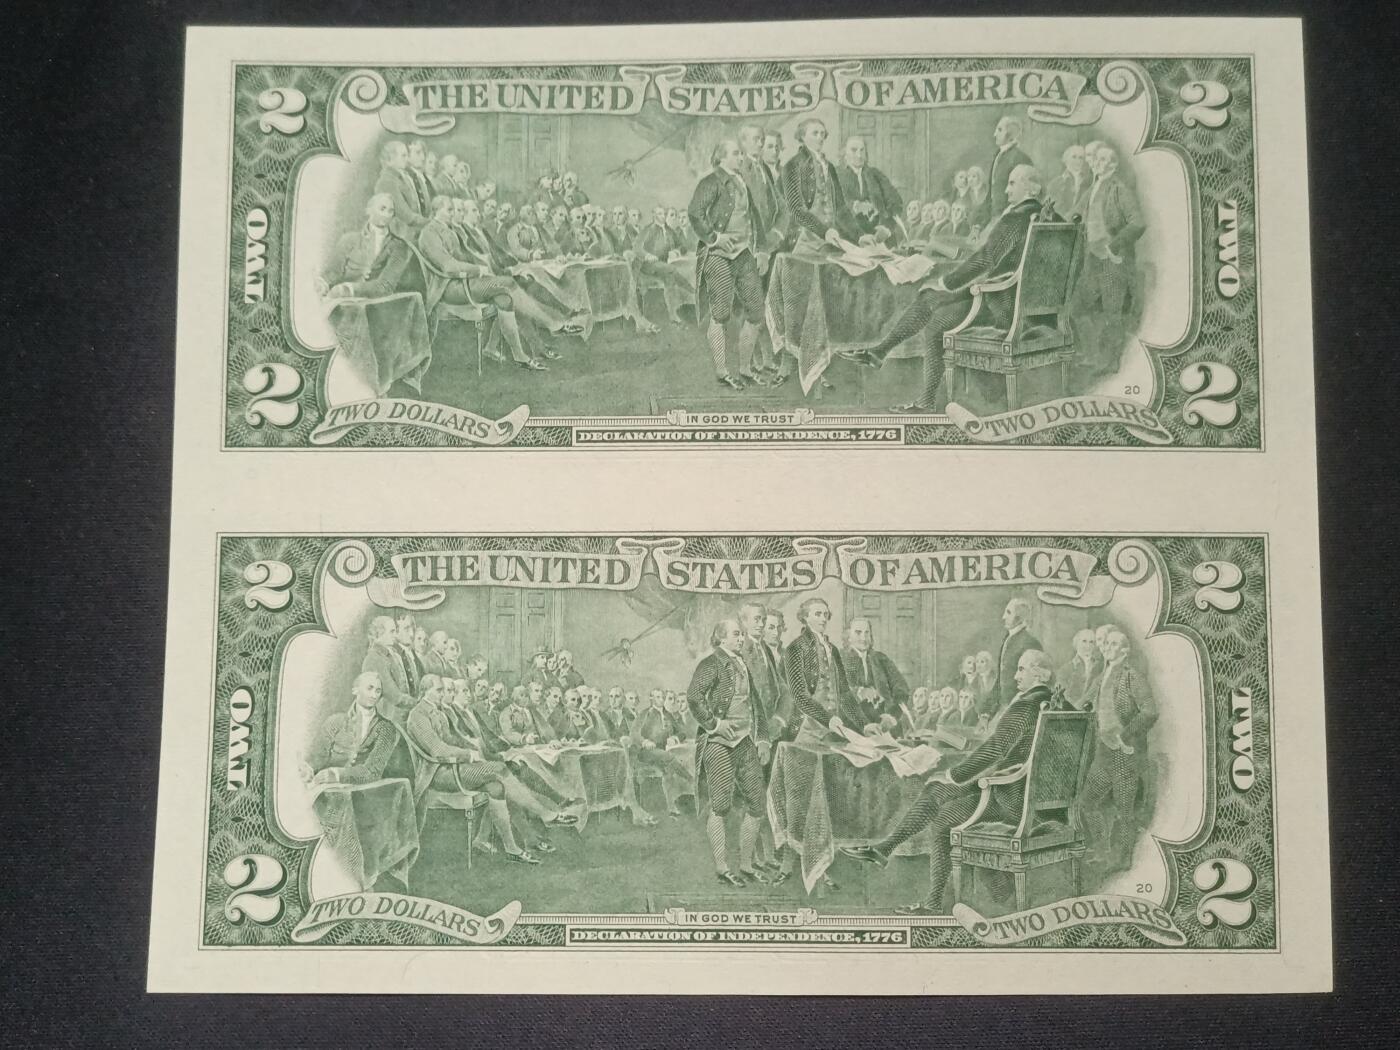 2 THE UNITED STATES OF AMERICA 2
TWO TWO
20
2 TWO DOLLARS IN GOD WE TRUST TWO DOLLARS 2
DECLARATION OF INDEPENDENCE, 1776
2 THE UNITED STATES OF AMERICA 2
TWO TWO
20
2 TWO DOLLARS IN GOD WE TRUST TWO DOLLARS 2
DECLARATION OF INDEPENDENCE, 1776